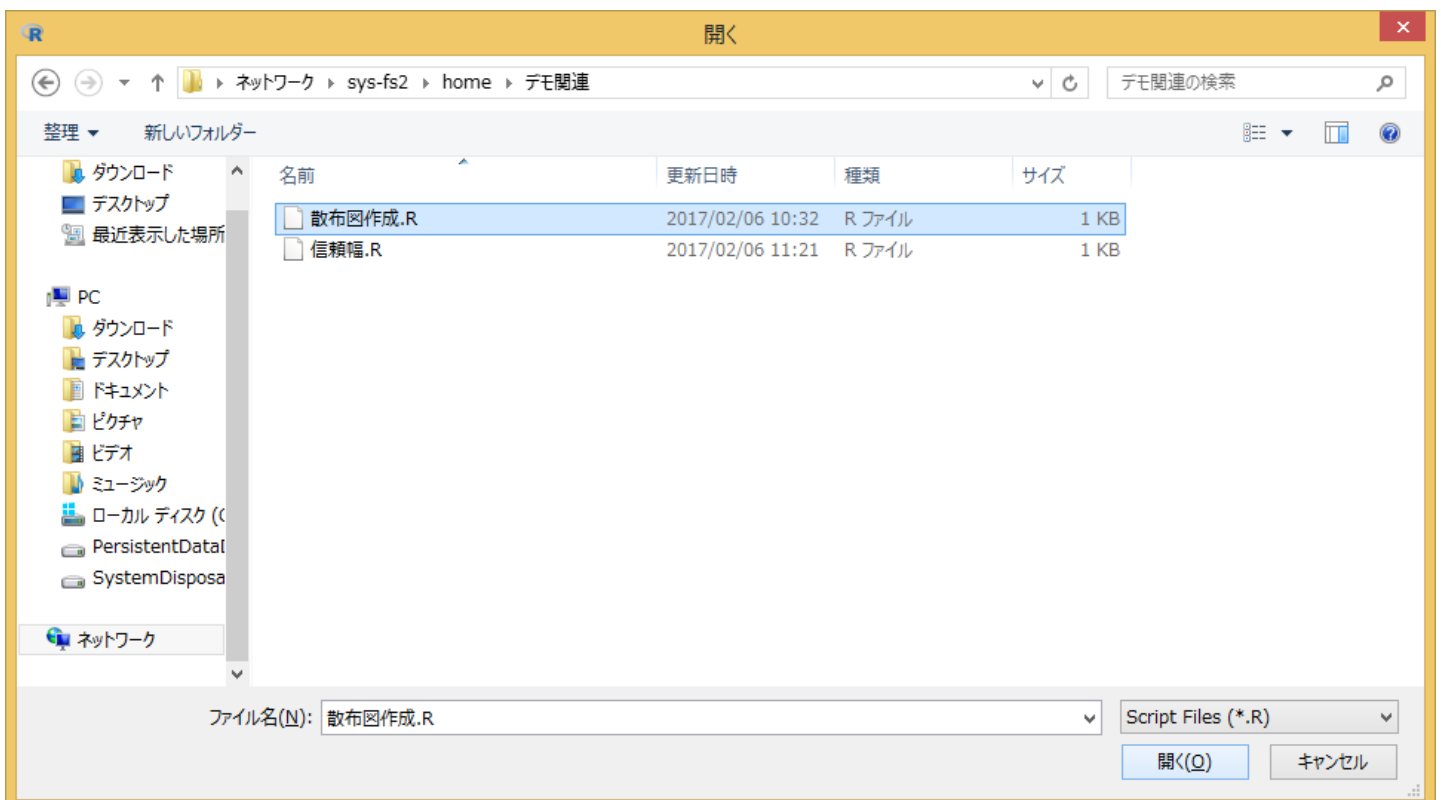 R 開く ×
ネットワーク sys-fs2 home デモ関連 デモ関連の検索
整理 新しいフォルダー
ダウンロード
デスクトップ
最近表示した場所
PC
ダウンロード
デスクトップ
ドキュメント
ピクチャ
ビデオ
ミュージック
ローカル ディスク (C
PersistentDataD
SystemDisposa
ネットワーク
名前 更新日時 種類 サイズ
散布図作成.R 2017/02/06 10:32 R ファイル 1 KB
信頼幅.R 2017/02/06 11:21 R ファイル 1 KB
ファイル名(N): 散布図作成.R Script Files (*.R)
開く(O) キャンセル